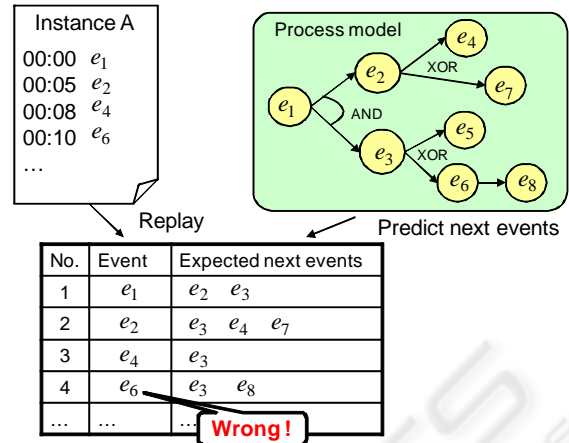 Instance A
00:00 e1
00:05 e2
00:08 e4
00:10 e6
…
Process model
e1
e2
e3
e4
e7
e5
e6
e8
XOR
AND
XOR
Replay
Predict next events
No. Event Expected next events
1 e1 e2 e3
2 e2 e3 e4 e7
3 e4 e3
4 e6 e3 e8
… … …
Wrong !